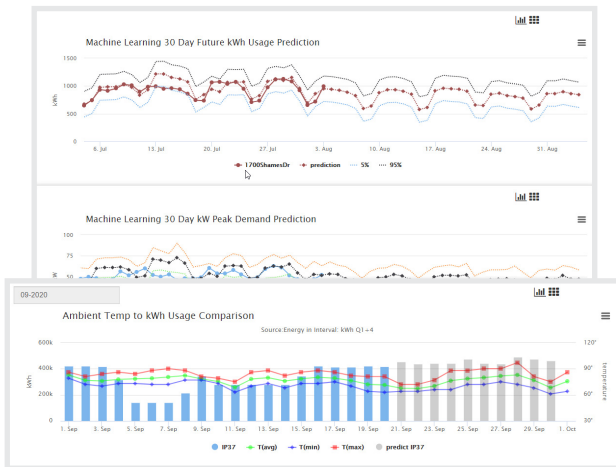 Machine Learning 30 Day Future kWh Usage Prediction
1500
1000
500
0
kWh
6. Jul 13. Jul 20. Jul 27. Jul 3. Aug 10. Aug 17. Aug 24. Aug 31. Aug
1700ShamesDr prediction 5% 95%
Machine Learning 30 Day kW Peak Demand Prediction
100
75
50
09-2020
Ambient Temp to kWh Usage Comparison
Source:Energy in Interval: kWh Q1+4
600k
400k
200k
0
kWh
120°
90°
60°
30°
temperature
1. Sep 3. Sep 5. Sep 7. Sep 9. Sep 11. Sep 13. Sep 15. Sep 17. Sep 19. Sep 21. Sep 23. Sep 25. Sep 27. Sep 29. Sep 1. Oct
IP37 T(avg) T(min) T(max) predict IP37